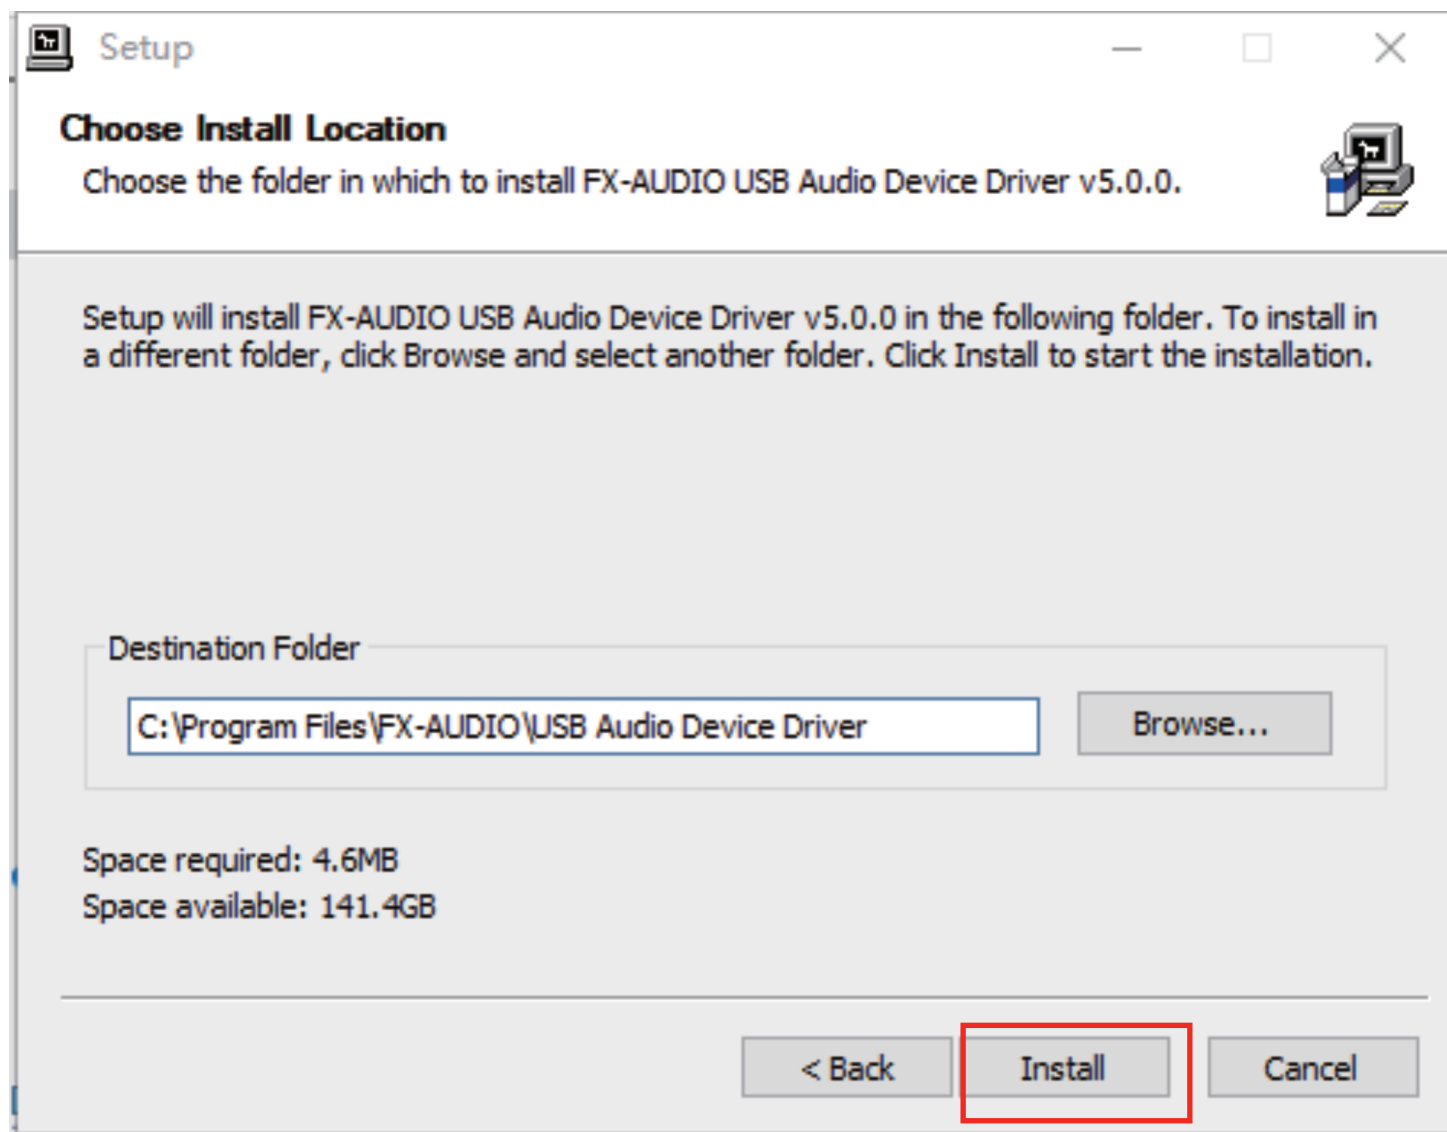 Setup
Choose Install Location
Choose the folder in which to install FX-AUDIO USB Audio Device Driver v5.0.0.
Setup will install FX-AUDIO USB Audio Device Driver v5.0.0 in the following folder. To install in
a different folder, click Browse and select another folder. Click Install to start the installation.
Destination Folder
C:\Program Files\FX-AUDIO\USB Audio Device Driver
Browse...
Space required: 4.6MB
Space available: 141.4GB
< Back
Install
Cancel